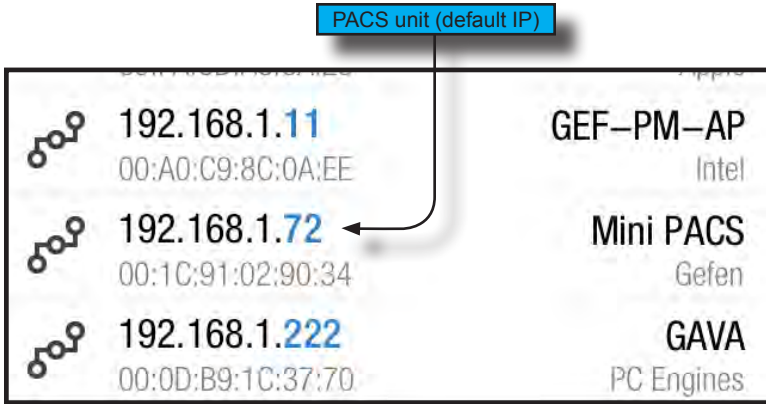 PACS unit (default IP)
192.168.1.11 GEF–PM–AP
00:A0:C9:8C:0A:EE Intel
192.168.1.72 Mini PACS
00:1C:91:02:90:34 Gefen
192.168.1.222 GAVA
00:0D:B9:1C:37:70 PC Engines